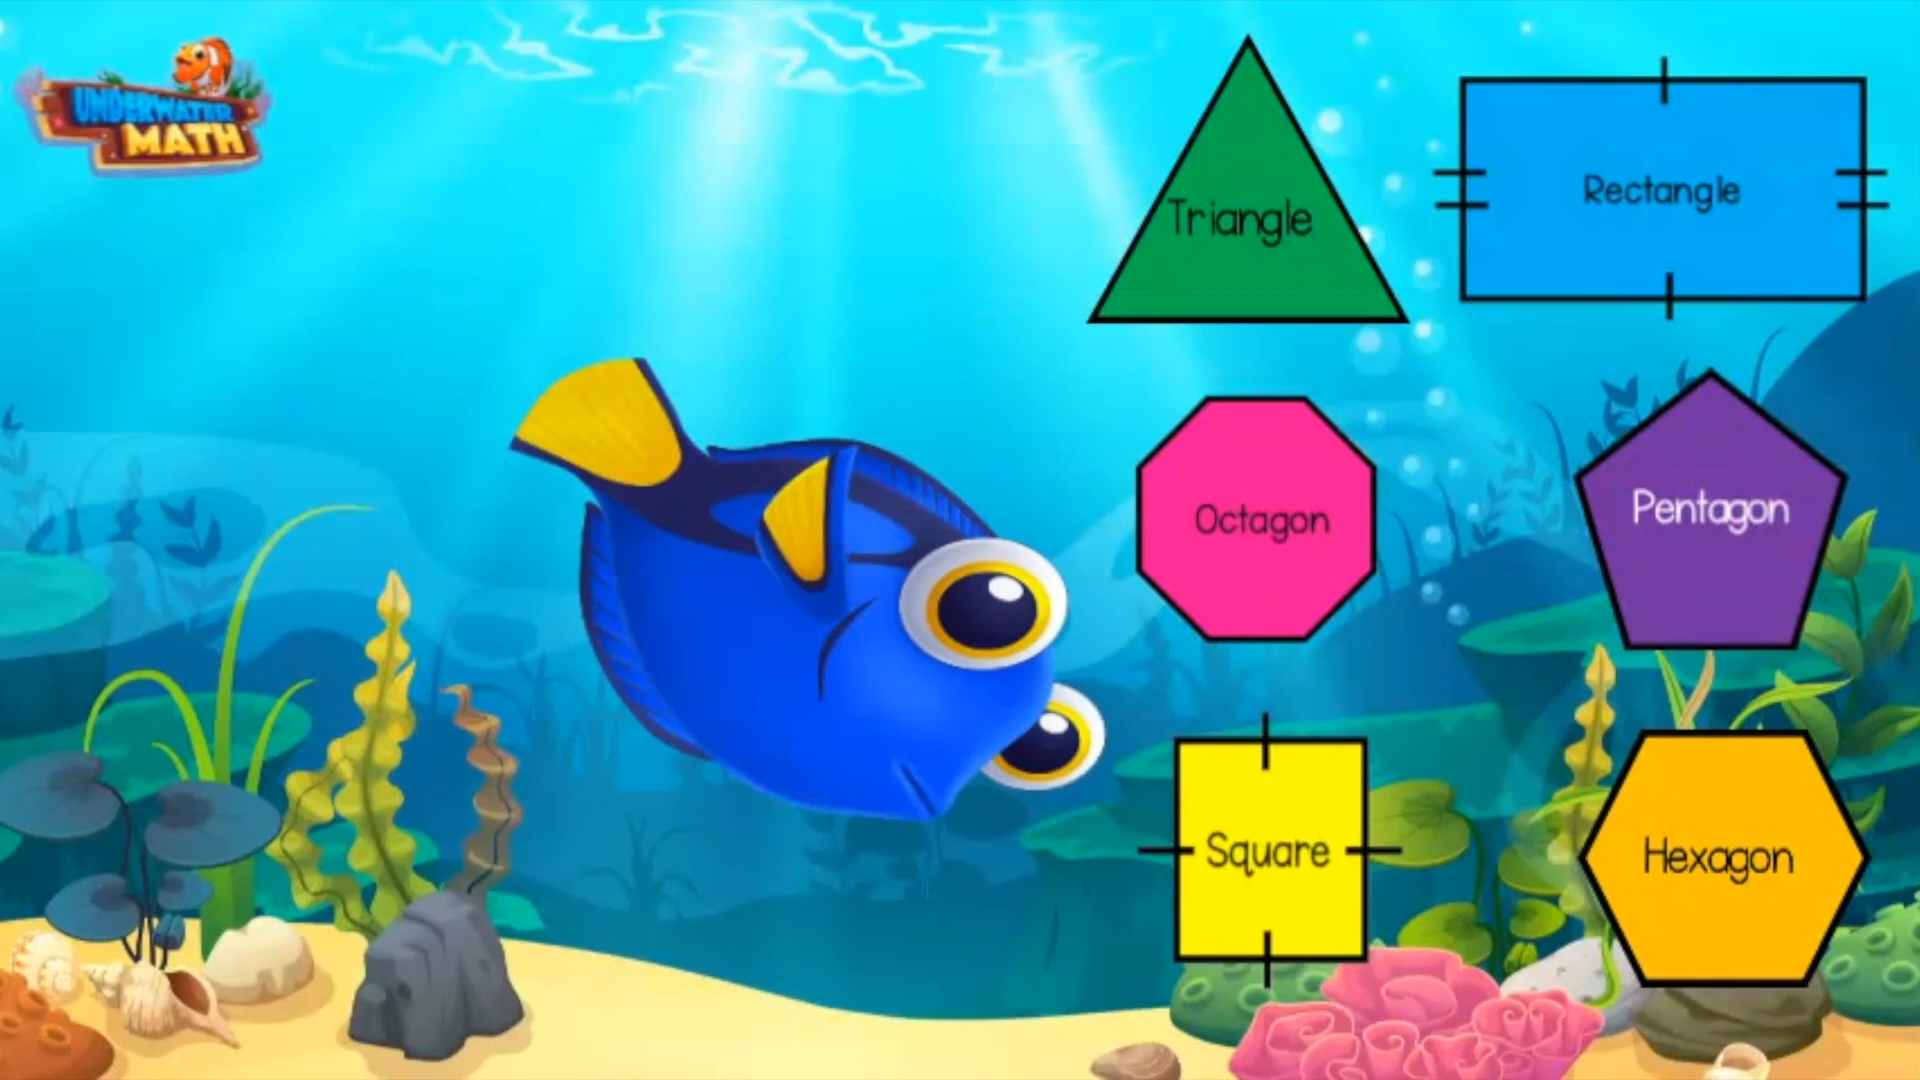 UNDERWATER
MATH
Triangle
Rectangle
Octagon
Pentagon
Square
Hexagon